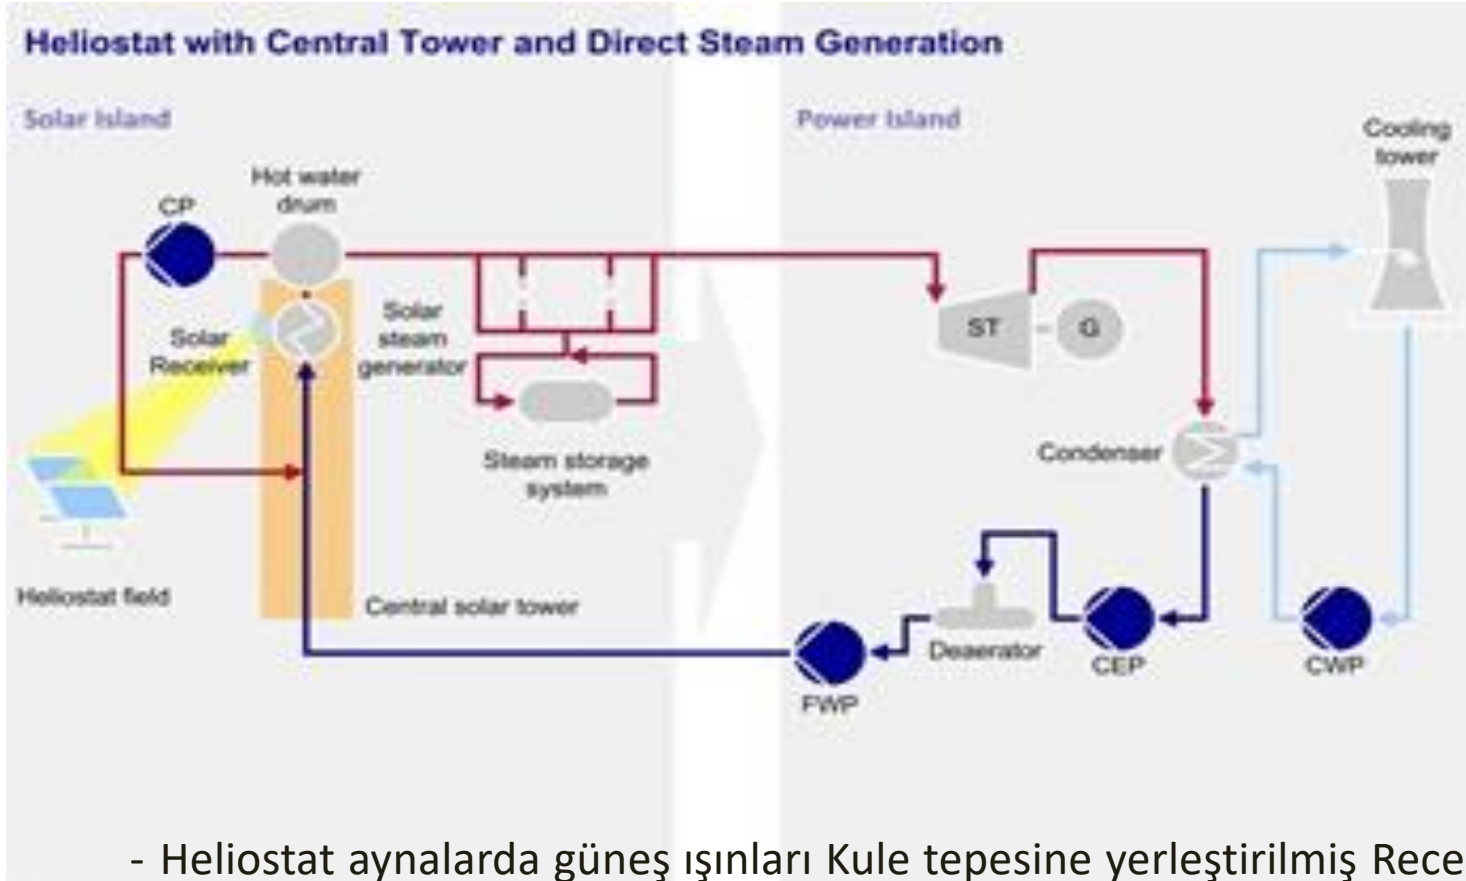 Heliostat with Central Tower and Direct Steam Generation
Solar Island
Power Island
Cooling
tower
Hot water
drum
CP
Solar
Receiver
Solar
steam
generator
ST
G
Condenser
Steam storage
system
Heliostat field
Central solar tower
Deaerator
CEP
CWP
FWP
- Heliostat aynalarda güneş ışınları Kule tepesine yerleştirilmiş Rece